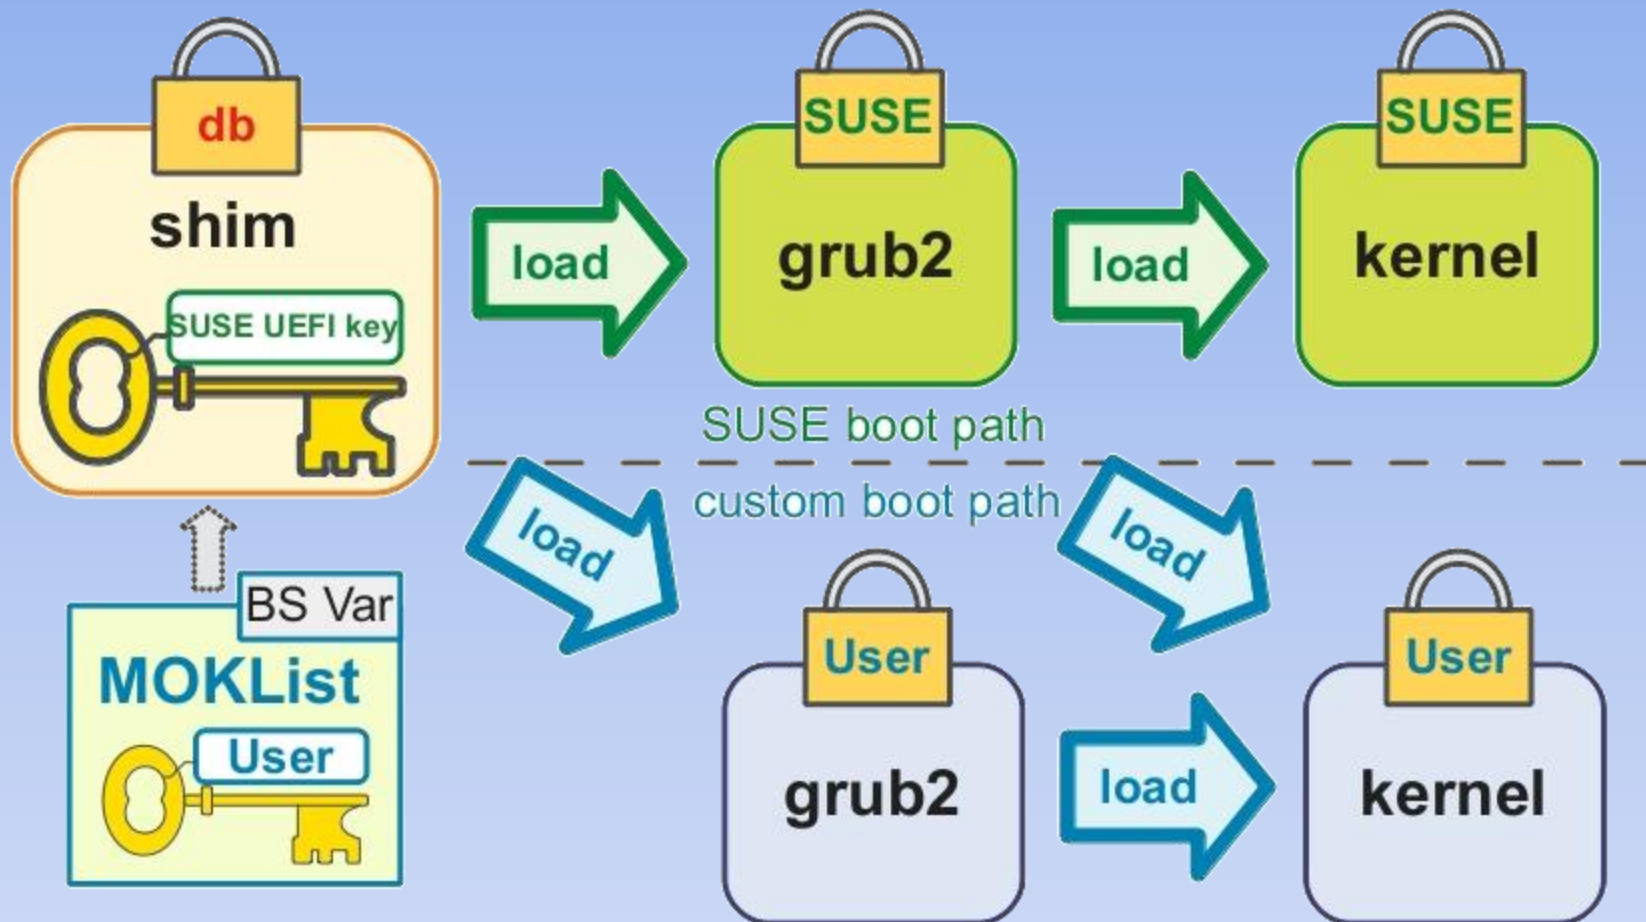 db
shim
SUSE UEFI key
load
SUSE
grub2
load
SUSE
kernel
SUSE boot path
custom boot path
BS Var
MOKList
User
load
User
grub2
load
load
User
kernel